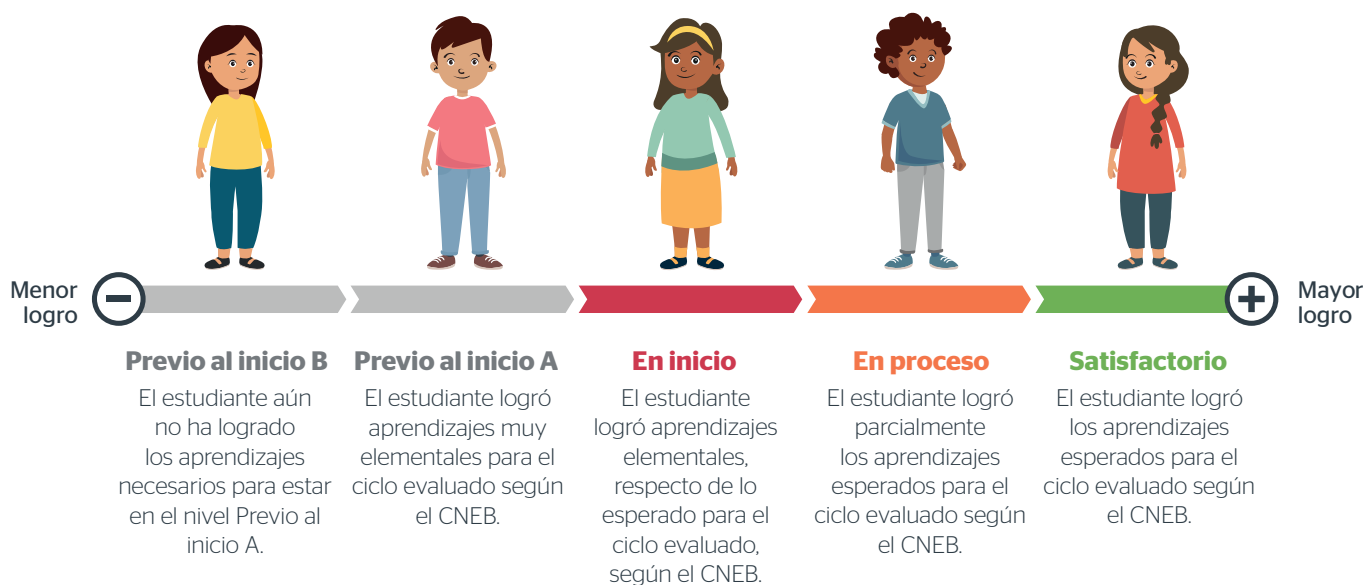 Menor
logro
Mayor
logro
Previo al inicio B
El estudiante aún
no ha logrado
los aprendizajes
necesarios para estar
en el nivel Previo al
inicio A.
Previo al inicio A
El estudiante logró
aprendizajes muy
elementales para el
ciclo evaluado según
el CNEB.
En inicio
El estudiante
logró aprendizajes
elementales,
respecto de lo
esperado para el
ciclo evaluado,
según el CNEB.
En proceso
El estudiante logró
parcialmente
los aprendizajes
esperados para el
ciclo evaluado según
el CNEB.
Satisfactorio
El estudiante logró
los aprendizajes
esperados para el
ciclo evaluado según
el CNEB.